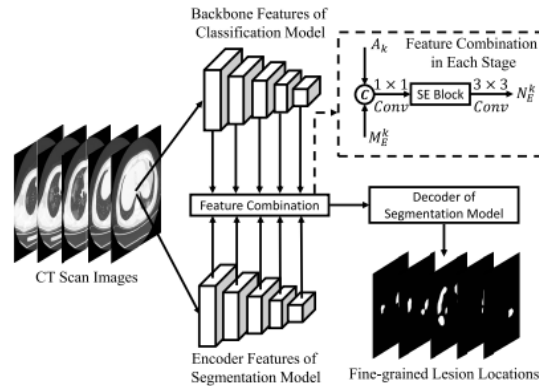 Backbone Features of
Classification Model
Feature Combination
in Each Stage
A_k
1 × 1
3 × 3
C
Conv
SE Block
Conv
N_E^k
M_E^k
Feature Combination
Decoder of
Segmentation Model
CT Scan Images
Encoder Features of
Segmentation Model
Fine-grained Lesion Locations